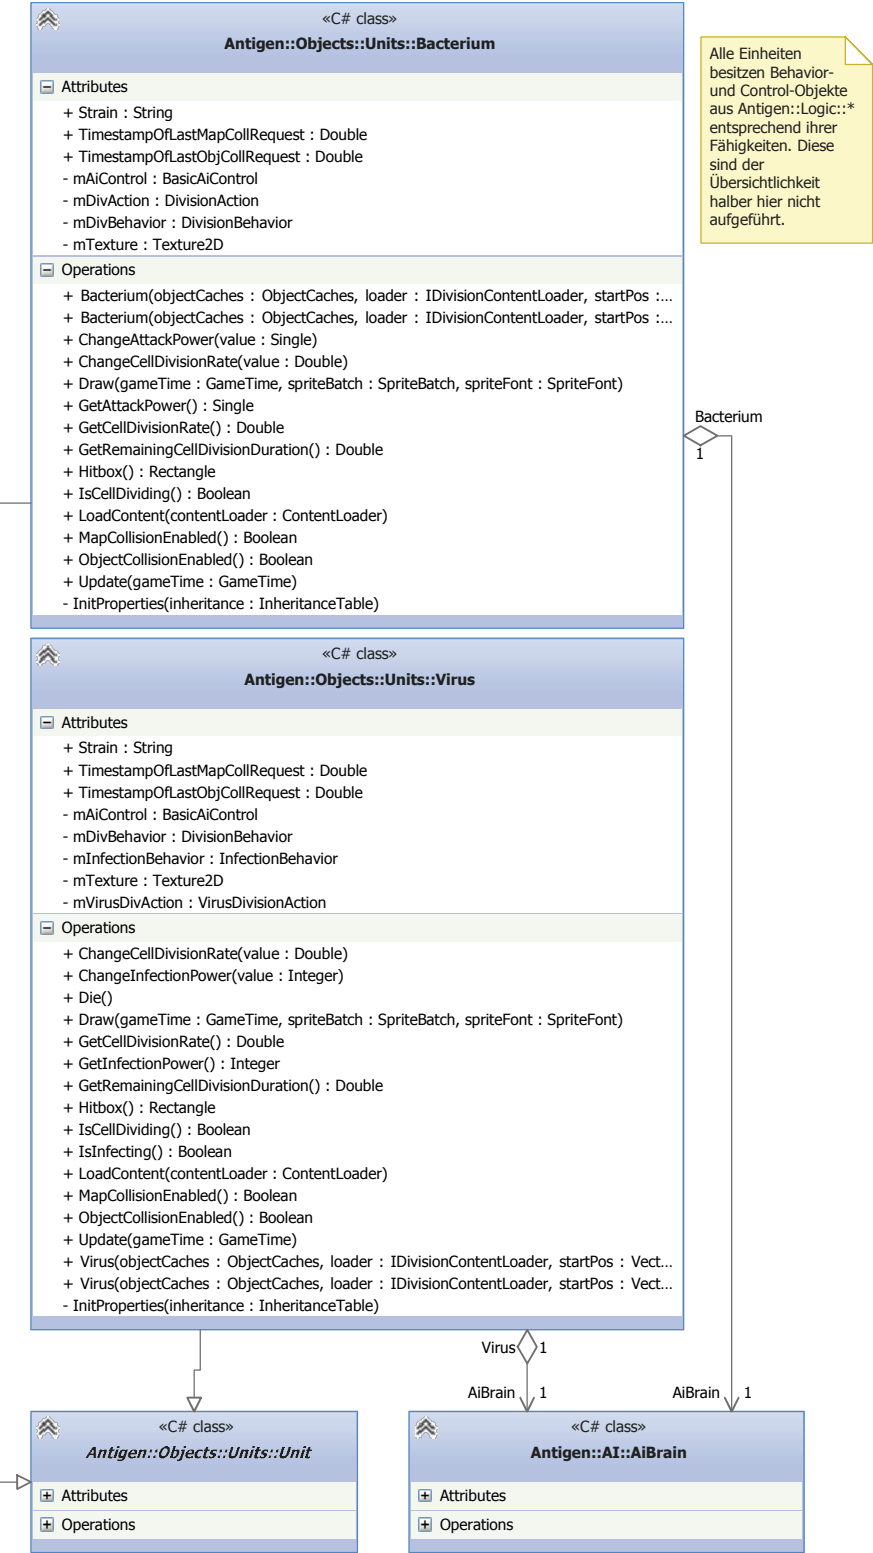 «C# class»
Antigen::Objects::Units::Bacterium
Attributes
+ Strain : String
+ TimestampOfLastMapCollRequest : Double
+ TimestampOfLastObjCollRequest : Double
- mAiControl : BasicAiControl
- mDivAction : DivisionAction
- mDivBehavior : DivisionBehavior
- mTexture : Texture2D
Operations
+ Bacterium(objectCaches : ObjectCaches, loader : IDivisionContentLoader, startPos :...
+ Bacterium(objectCaches : ObjectCaches, loader : IDivisionContentLoader, startPos :...
+ ChangeAttackPower(value : Single)
+ ChangeCellDivisionRate(value : Double)
+ Draw(gameTime : GameTime, spriteBatch : SpriteBatch, spriteFont : SpriteFont)
+ GetAttackPower() : Single
+ GetCellDivisionRate() : Double
+ GetRemainingCellDivisionDuration() : Double
+ Hitbox() : Rectangle
+ IsCellDividing() : Boolean
+ LoadContent(contentLoader : ContentLoader)
+ MapCollisionEnabled() : Boolean
+ ObjectCollisionEnabled() : Boolean
+ Update(gameTime : GameTime)
- InitProperties(inheritance : InheritanceTable)
Alle Einheiten
besitzen Behavior-
und Control-Objekte
aus Antigen::Logic::*
entsprechend ihrer
Fähigkeiten. Diese
sind der
Übersichtlichkeit
halber hier nicht
aufgeführt.
Bacterium
1
«C# class»
Antigen::Objects::Units::Virus
Attributes
+ Strain : String
+ TimestampOfLastMapCollRequest : Double
+ TimestampOfLastObjCollRequest : Double
- mAiControl : BasicAiControl
- mDivBehavior : DivisionBehavior
- mInfectionBehavior : InfectionBehavior
- mTexture : Texture2D
- mVirusDivAction : VirusDivisionAction
Operations
+ ChangeCellDivisionRate(value : Double)
+ ChangeInfectionPower(value : Integer)
+ Die()
+ Draw(gameTime : GameTime, spriteBatch : SpriteBatch, spriteFont : SpriteFont)
+ GetCellDivisionRate() : Double
+ GetInfectionPower() : Integer
+ GetRemainingCellDivisionDuration() : Double
+ Hitbox() : Rectangle
+ IsCellDividing() : Boolean
+ IsInfecting() : Boolean
+ LoadContent(contentLoader : ContentLoader)
+ MapCollisionEnabled() : Boolean
+ ObjectCollisionEnabled() : Boolean
+ Update(gameTime : GameTime)
+ Virus(objectCaches : ObjectCaches, loader : IDivisionContentLoader, startPos : Vect...
+ Virus(objectCaches : ObjectCaches, loader : IDivisionContentLoader, startPos : Vect...
- InitProperties(inheritance : InheritanceTable)
Virus 1
AiBrain 1
AiBrain 1
«C# class»
Antigen::Objects::Units::Unit
Attributes
Operations
«C# class»
Antigen::AI::AiBrain
Attributes
Operations